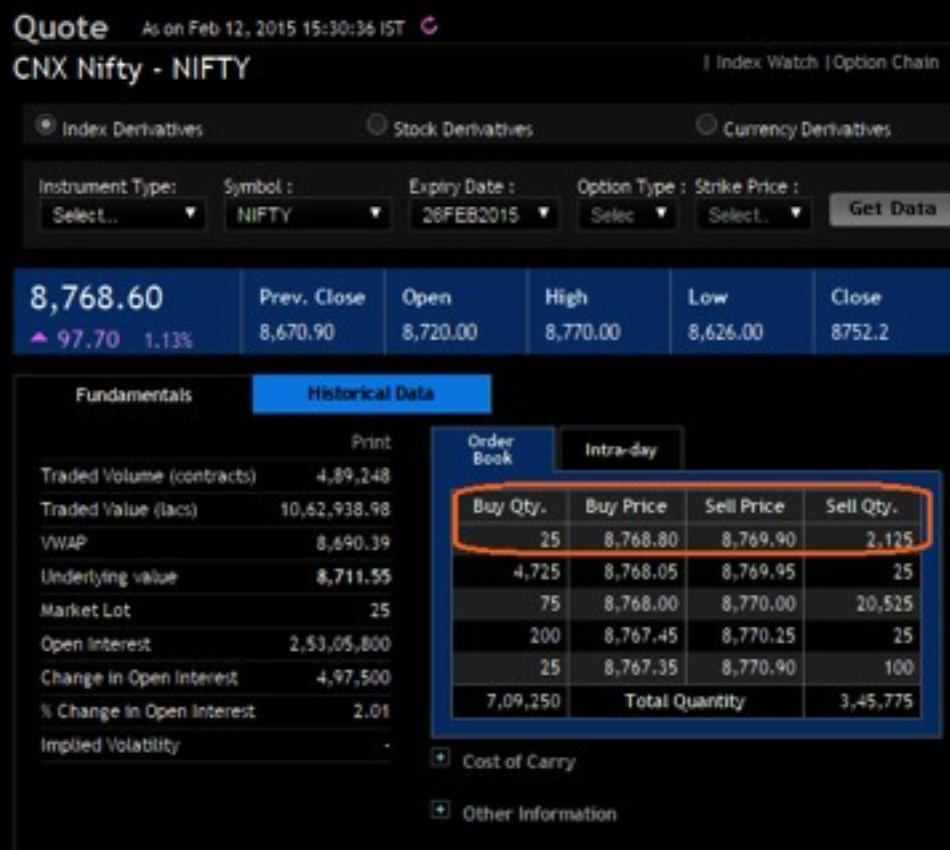 Quote As on Feb 12, 2015 15:30:36 IST
CNX Nifty - NIFTY | Index Watch | Option Chain
Index Derivatives Stock Derivatives Currency Derivatives
Instrument Type: Symbol : Expiry Date : Option Type : Strike Price :
Select... NIFTY 26FEB2015 Selec Select.. Get Data
8,768.60 Prev. Close Open High Low Close
97.70 1.13% 8,670.90 8,720.00 8,770.00 8,626.00 8752.2
Fundamentals Historical Data
Print
Traded Volume (contracts) 4,89,248
Traded Value (lacs) 10,62,938.98
VWAP 8,690.39
Underlying value 8,711.55
Market Lot 25
Open Interest 2,53,05,800
Change in Open Interest 4,97,500
% Change in Open Interest 2.01
Implied Volatility -
Order Book Intra-day
Buy Qty. Buy Price Sell Price Sell Qty.
25 8,768.80 8,769.90 2,125
4,725 8,768.05 8,769.95 25
75 8,768.00 8,770.00 20,525
200 8,767.45 8,770.25 25
25 8,767.35 8,770.90 100
7,09,250 Total Quantity 3,45,775
Cost of Carry
Other Information